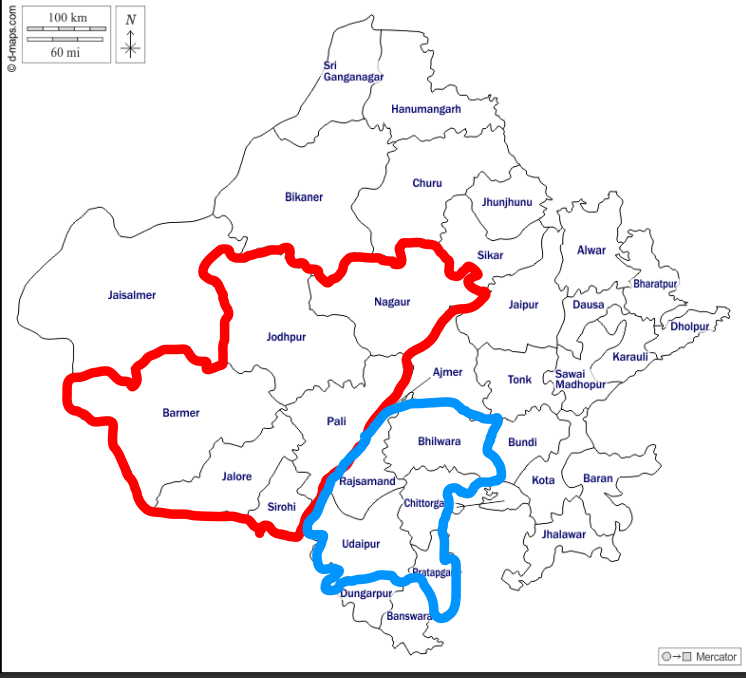 © d-maps.com
100 km
60 mi
N
Sri
Ganganagar
Hanumangarh
Churu
Bikaner
Jhunjhunu
Sikar
Alwar
Bharatpur
Jaisalmer
Nagaur
Jaipur
Dausa
Dholpur
Jodhpur
Karauli
Ajmer
Tonk
Sawai
Madhopur
Barmer
Pali
Bhilwara
Bundi
Jalore
Rajsamand
Kota
Baran
Sirohi
Chittorga
Jhalawar
Udaipur
Pratapga
Dungarpur
Banswara
Mercator